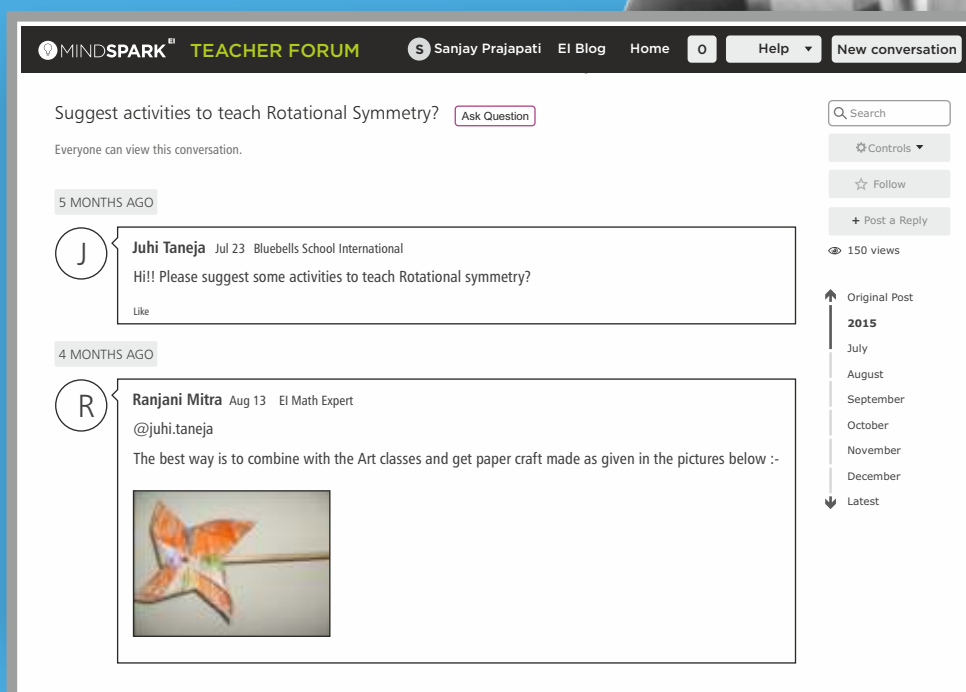 MINDSPARK EI TEACHER FORUM S Sanjay Prajapati EI Blog Home 0 Help New conversation
Suggest activities to teach Rotational Symmetry? Ask Question
Everyone can view this conversation.
5 MONTHS AGO
J
Juhi Taneja Jul 23 Bluebells School International
Hi!! Please suggest some activities to teach Rotational symmetry?
Like
4 MONTHS AGO
R
Ranjani Mitra Aug 13 EI Math Expert
@juhi.taneja
The best way is to combine with the Art classes and get paper craft made as given in the pictures below :-
Search
Controls
Follow
+ Post a Reply
150 views
Original Post
2015
July
August
September
October
November
December
Latest